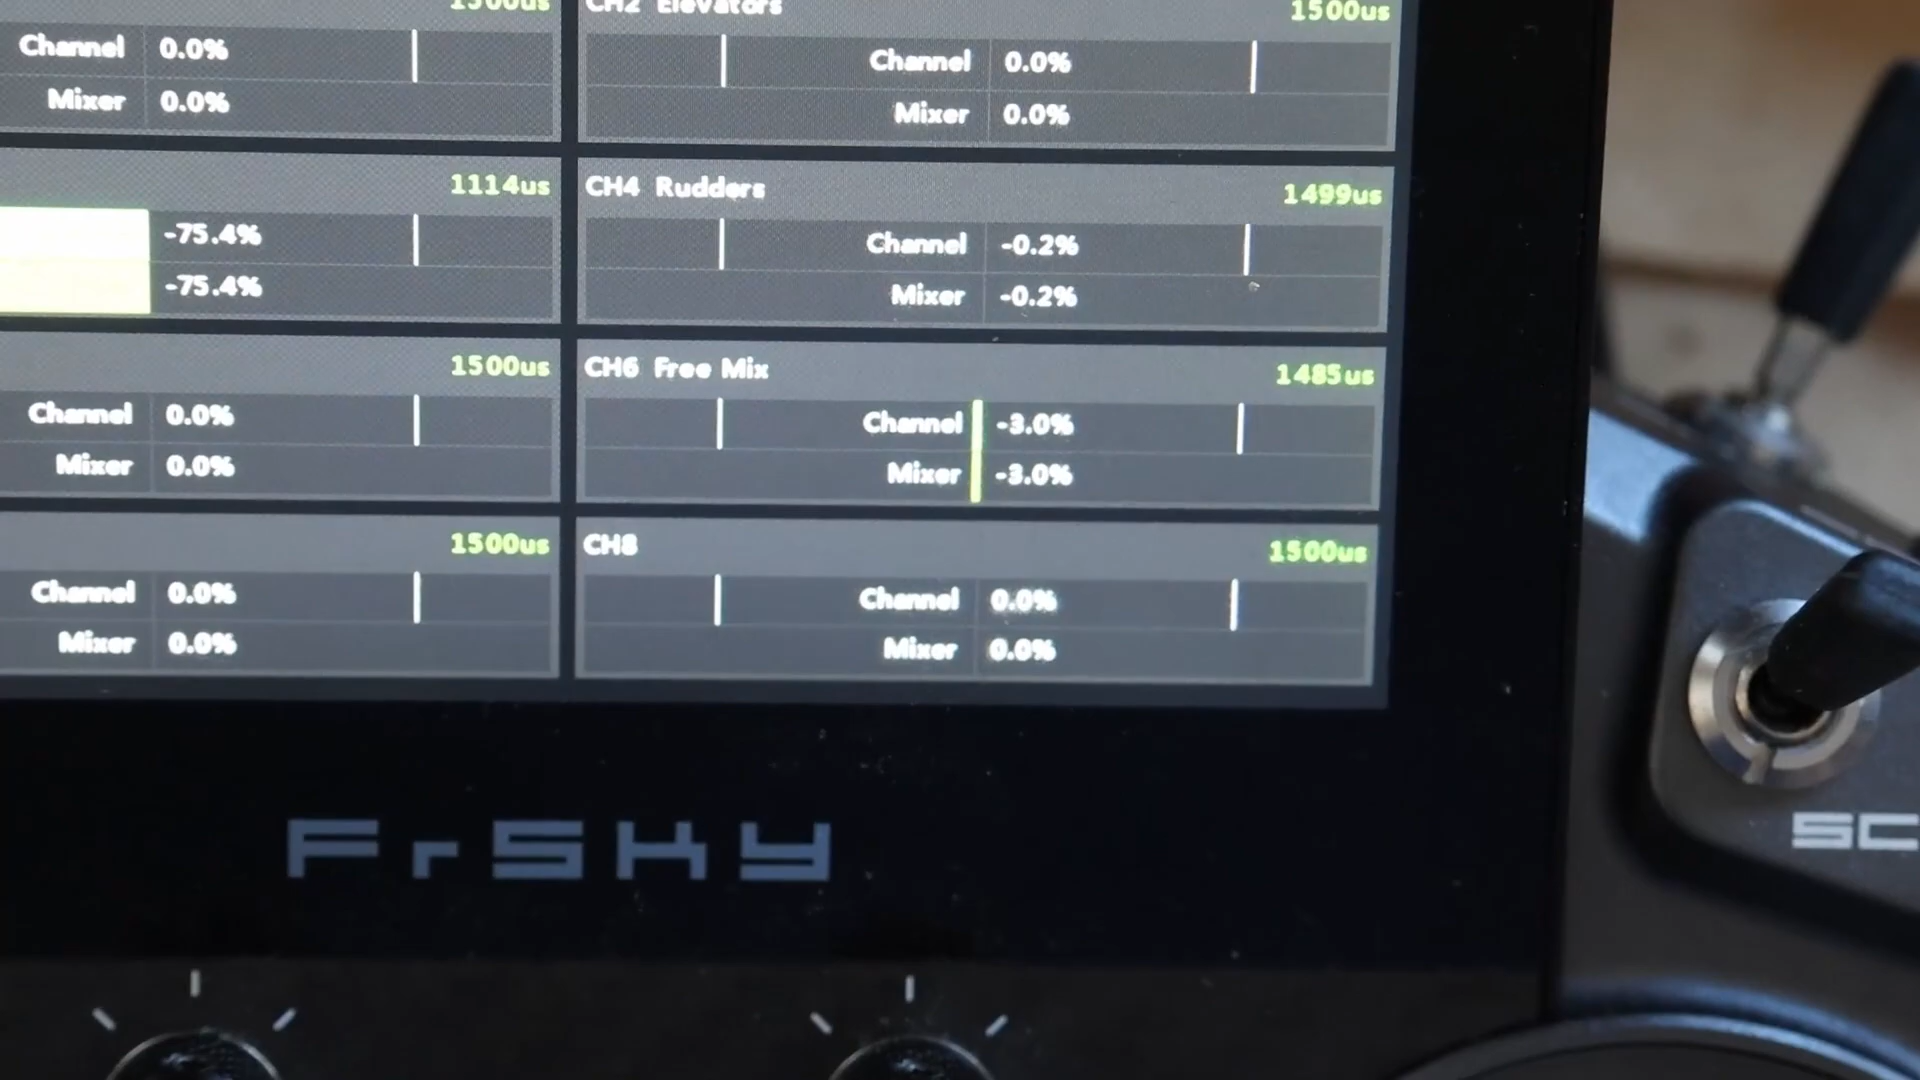 1500us
Channel 0.0%
Mixer 0.0%
CH2 Elevators 1500us
Channel 0.0%
Mixer 0.0%
1114us
-75.4%
-75.4%
CH4 Rudders 1499us
Channel -0.2%
Mixer -0.2%
1500us
Channel 0.0%
Mixer 0.0%
CH6 Free Mix 1485us
Channel -3.0%
Mixer -3.0%
1500us
Channel 0.0%
Mixer 0.0%
CH8 1500us
Channel 0.0%
Mixer 0.0%
FrSky
SC